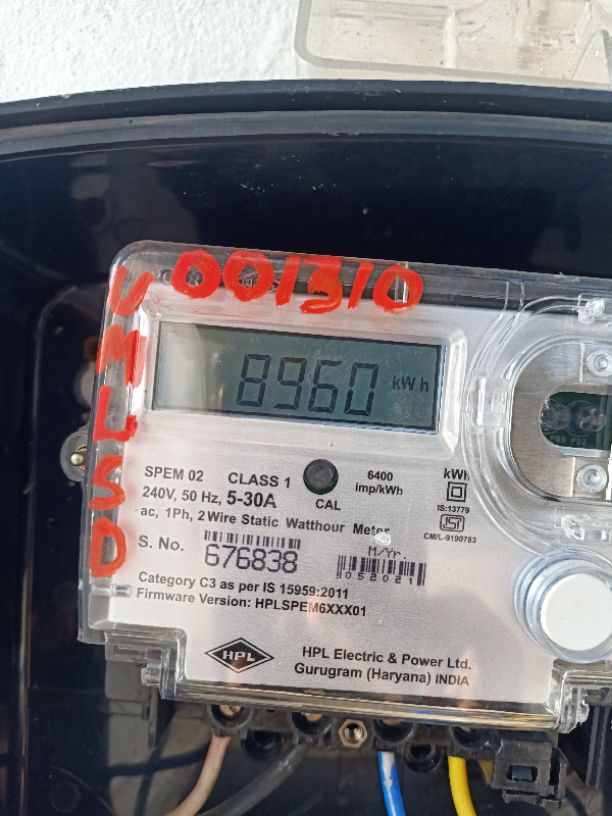 001310
UMLSD
8960 kWh
SPEM 02 CLASS 1
6400 imp/kWh
kWh
240V, 50 Hz, 5-30A
CAL
IS:13779
ac, 1Ph, 2Wire Static Watthour Meter
CM/L-9190783
S. No. 676838
M/Yr.
052021
Category C3 as per IS 15959:2011
Firmware Version: HPLSPEM6XXX01
HPL
HPL Electric & Power Ltd.
Gurugram (Haryana) INDIA